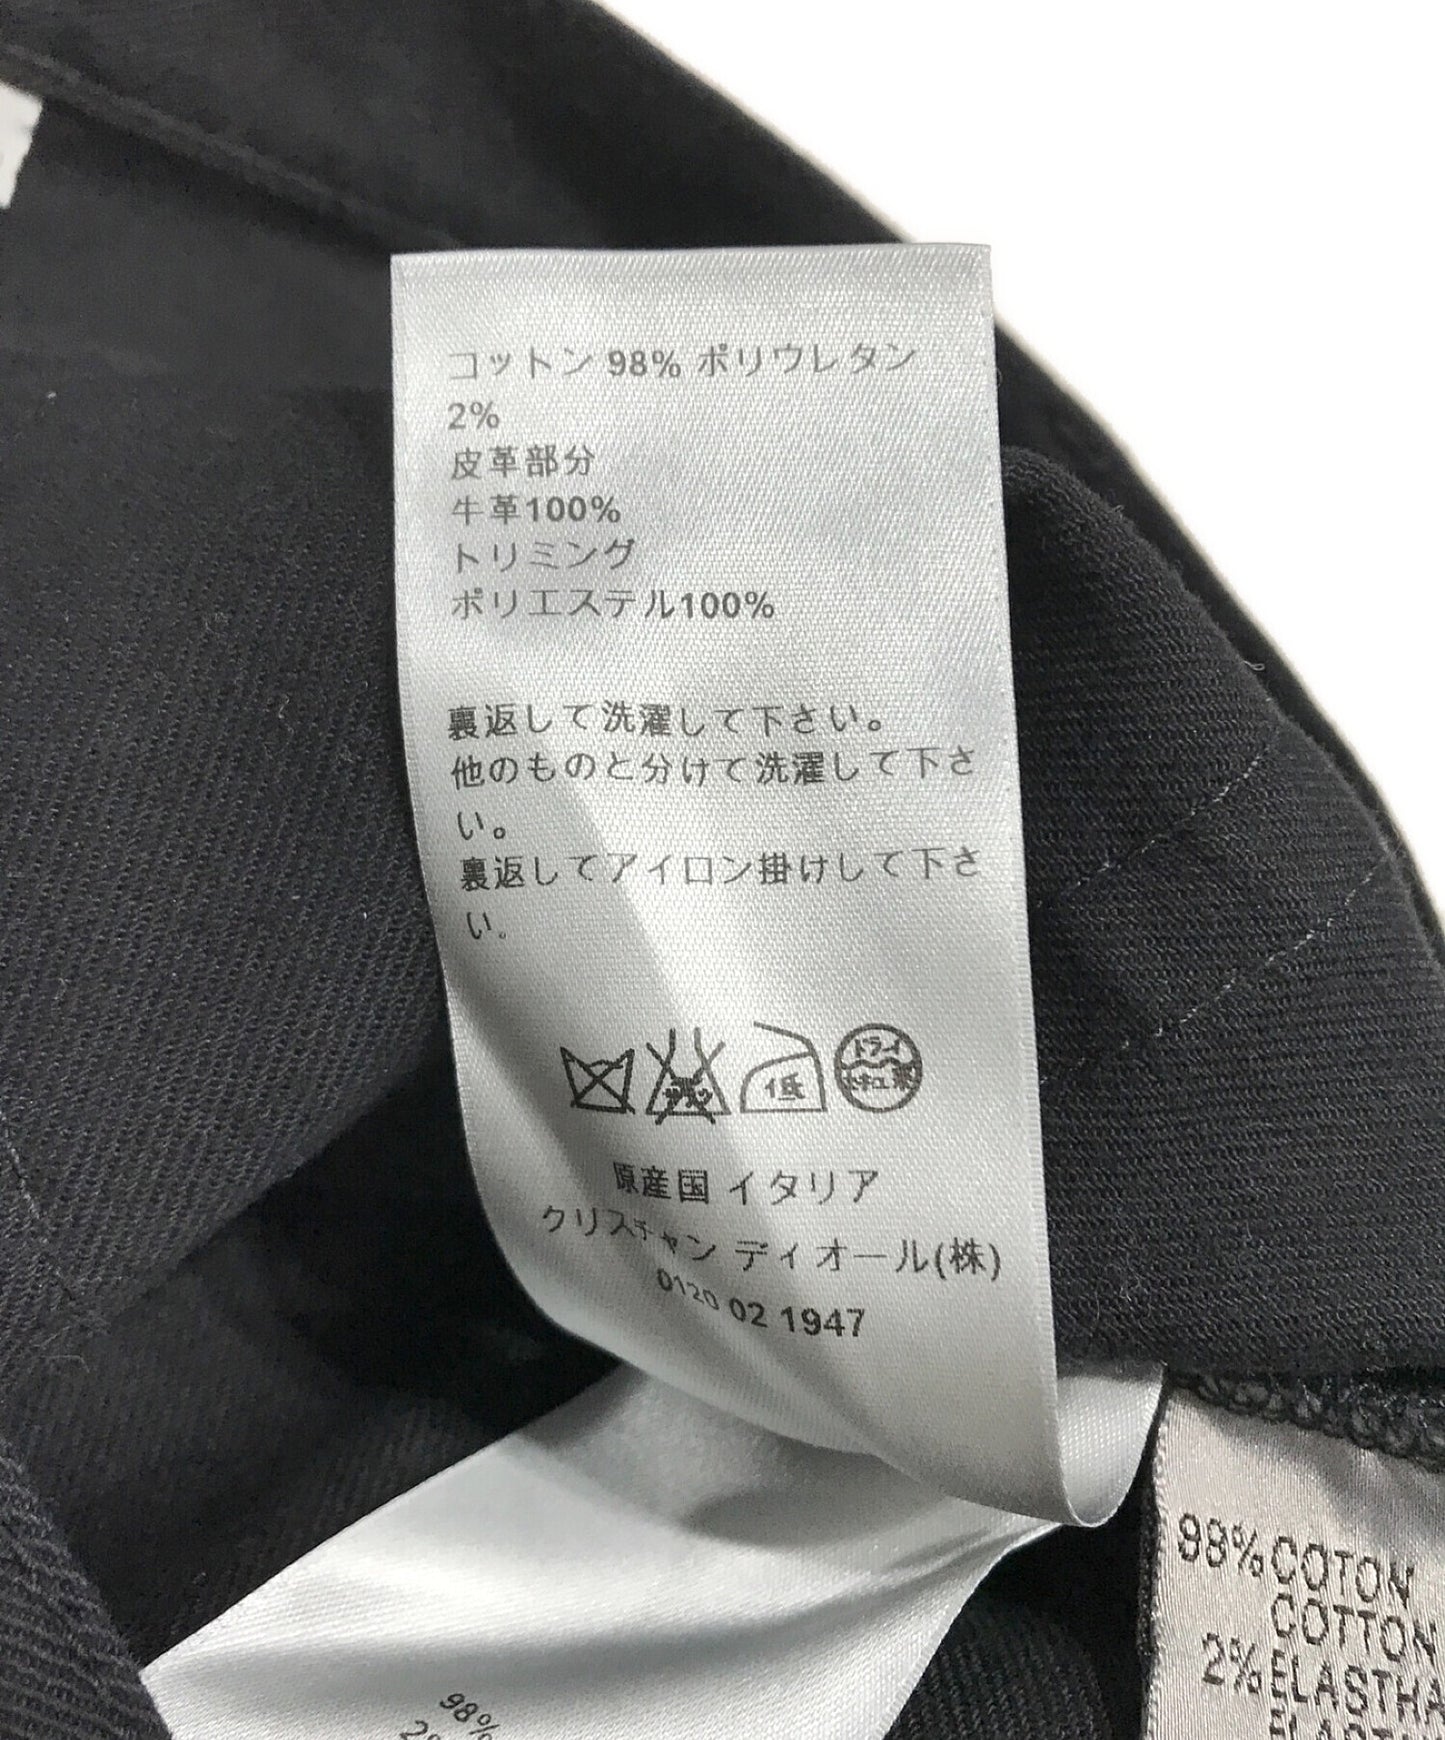 コットン 98% ポリウレタン
2%
皮革部分
牛革100%
トリミング
ポリエステル100%
裏返して洗濯して下さい。
他のものと分けて洗濯して下さ
い。
裏返してアイロン掛けして下さ
い。
低
ドライ
セキユ系
原産国 イタリア
クリスチャン ディオール(株)
0120 02 1947
98% COTON
COTTON
2% ELASTHA
98%